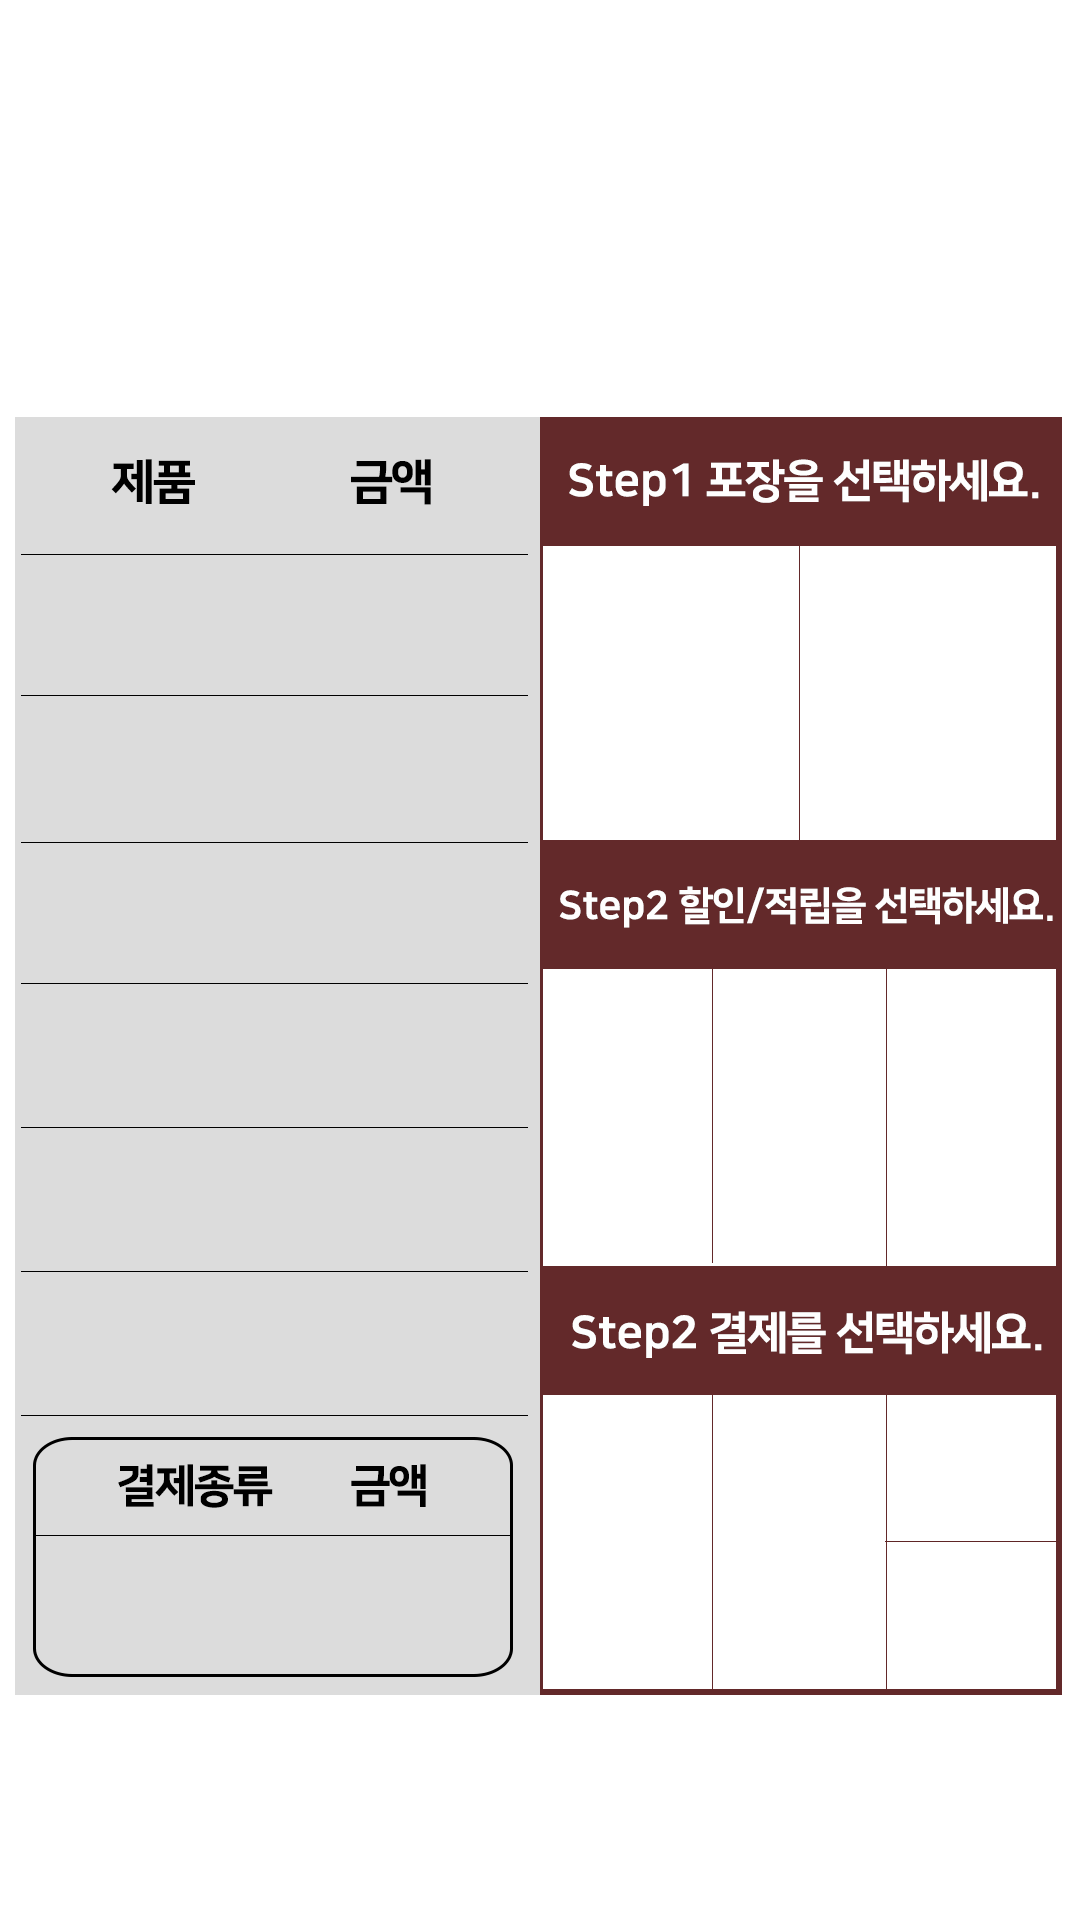 제품 금액
Step1 포장을 선택하세요.
Step2 할인/적립을 선택하세요.
Step2 결제를 선택하세요.
결제종류 금액